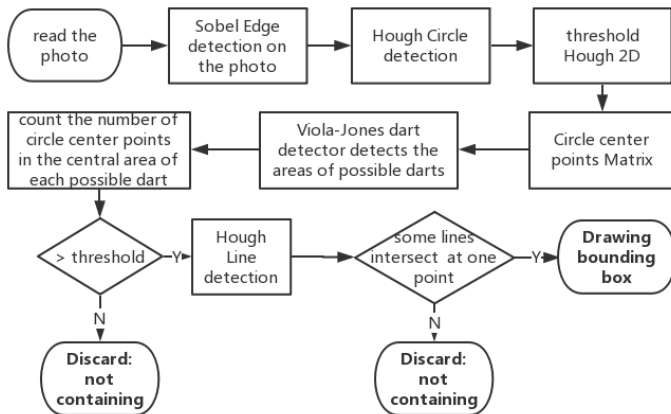 read the
photo
Sobel Edge
detection on
the photo
Hough Circle
detection
threshold
Hough 2D
count the number of
circle center points
in the central area of
each possible dart
Viola-Jones dart
detector detects the
areas of possible darts
Circle center
points Matrix
> threshold
Y
Hough
Line
detection
some lines
intersect at one
point
Y
Drawing
bounding
box
N
N
Discard:
not
containing
Discard:
not
containing